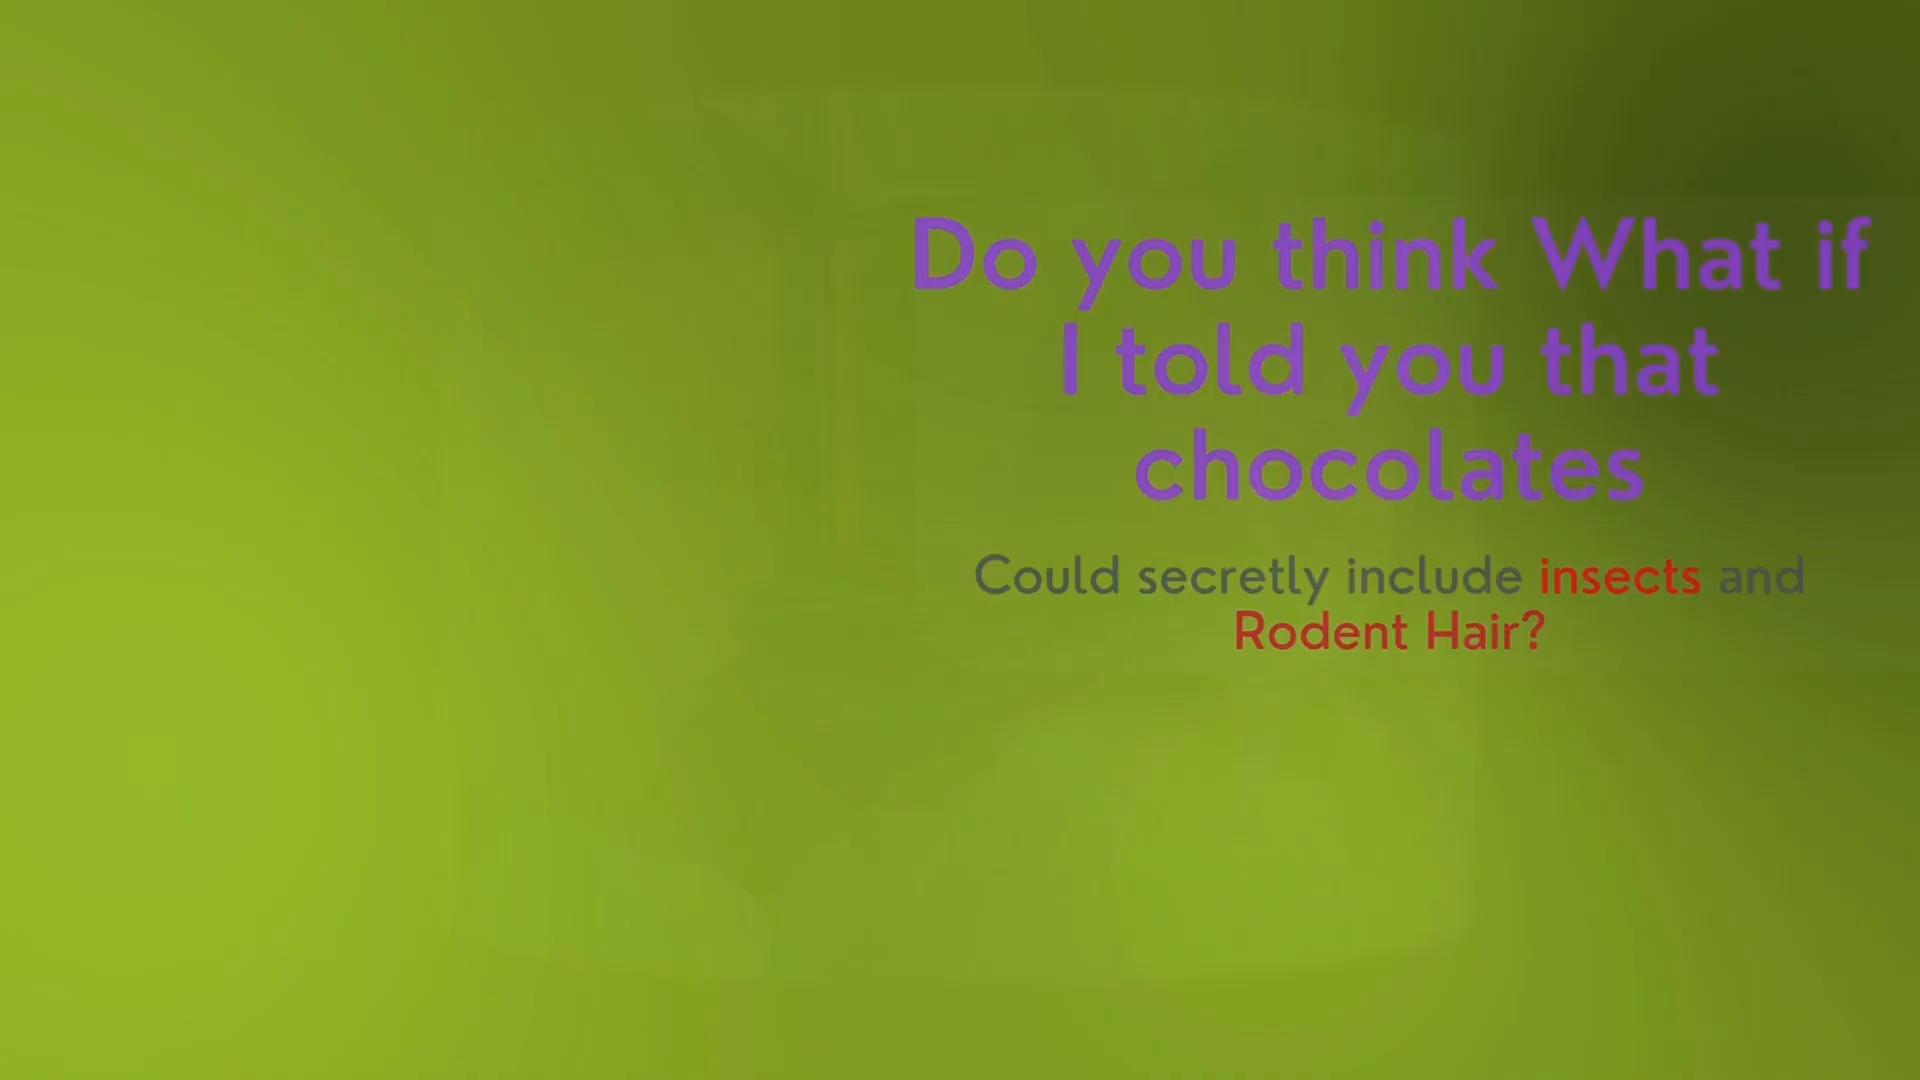 Do you think What if
I told you that
chocolates
Could secretly include insects and
Rodent Hair?